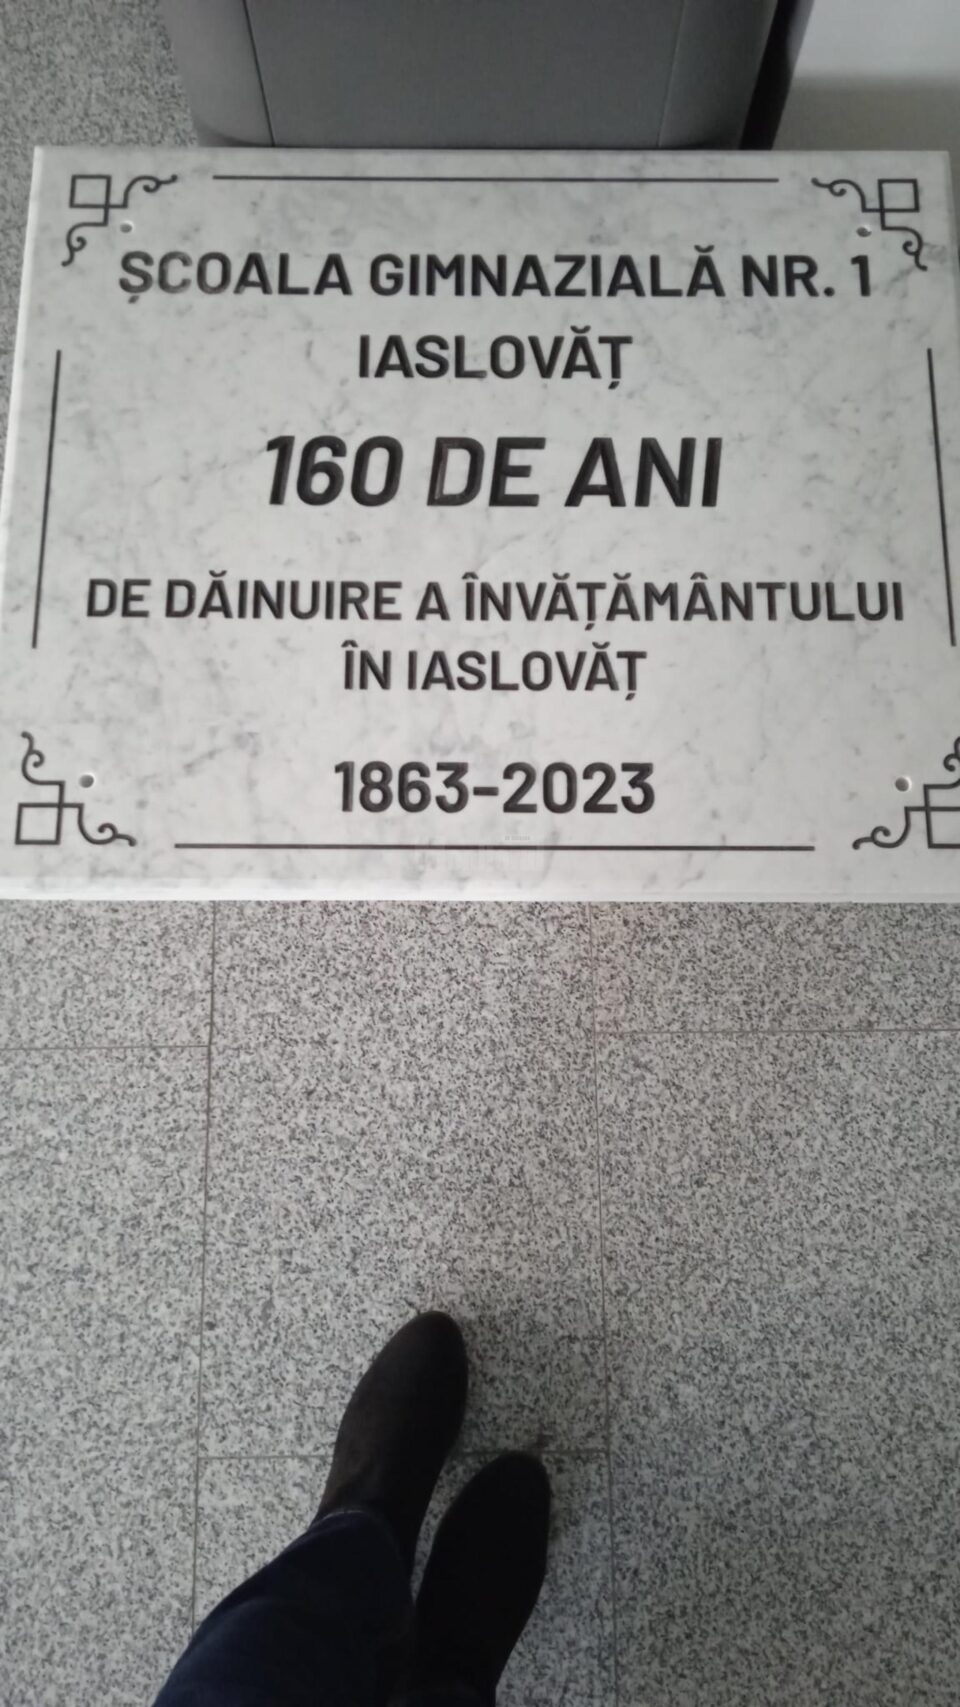 ȘCOALA GIMNAZIALĂ NR. 1
IASLOVĂȚ
160 DE ANI
DE DĂINUIRE A ÎNVĂȚĂMÂNTULUI
ÎN IASLOVĂȚ
1863-2023